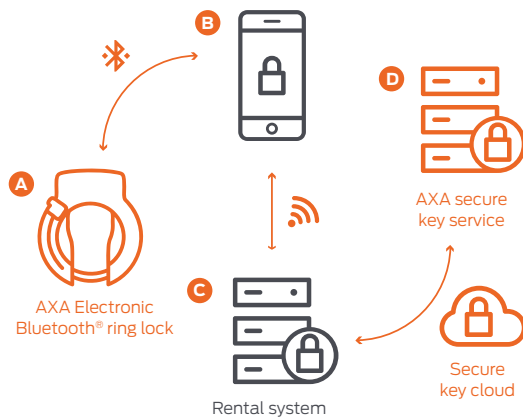 B
D
A
AXA secure
key service
C
AXA Electronic
Bluetooth® ring lock
Secure
key cloud
Rental system